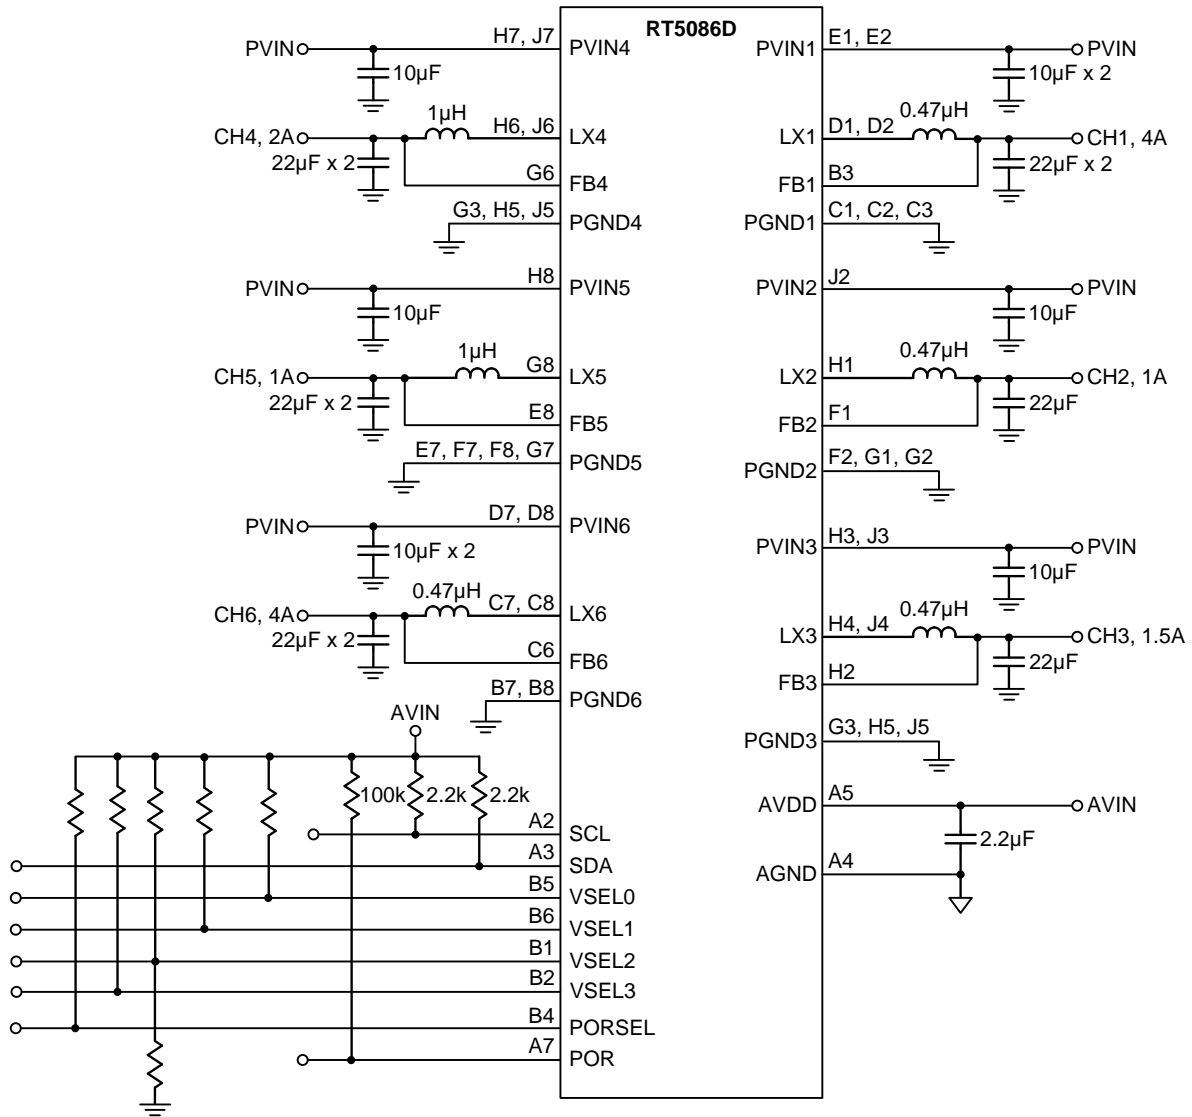 RT5086D
PVIN
H7, J7
PVIN4
10µF
CH4, 2A
1µH
H6, J6
LX4
22µF x 2
G6
FB4
G3, H5, J5
PGND4
PVIN
H8
PVIN5
10µF
CH5, 1A
1µH
G8
LX5
22µF x 2
E8
FB5
E7, F7, F8, G7
PGND5
PVIN
D7, D8
PVIN6
10µF x 2
CH6, 4A
0.47µH
C7, C8
LX6
22µF x 2
C6
FB6
B7, B8
PGND6
AVIN
100k
2.2k
2.2k
A2
SCL
A3
SDA
B5
VSEL0
B6
VSEL1
B1
VSEL2
B2
VSEL3
B4
PORSEL
A7
POR
PVIN1
E1, E2
PVIN
10µF x 2
0.47µH
LX1
D1, D2
CH1, 4A
22µF x 2
FB1
B3
PGND1
C1, C2, C3
PVIN2
J2
PVIN
10µF
0.47µH
LX2
H1
CH2, 1A
22µF
FB2
F1
PGND2
F2, G1, G2
PVIN3
H3, J3
PVIN
10µF
0.47µH
LX3
H4, J4
CH3, 1.5A
22µF
FB3
H2
PGND3
G3, H5, J5
AVDD
A5
AVIN
2.2µF
AGND
A4